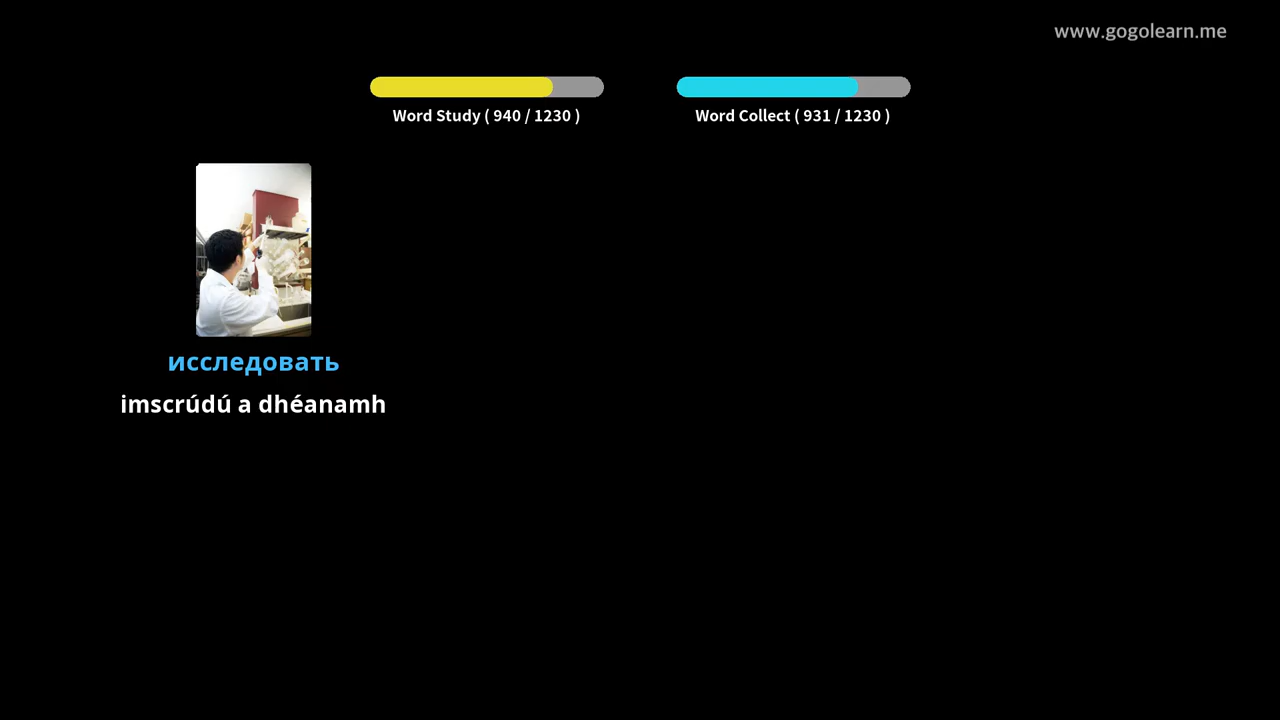 www.gogolearn.me
Word Study ( 940 / 1230 )
Word Collect ( 931 / 1230 )
исследовать
imscrúdú a dhéanamh